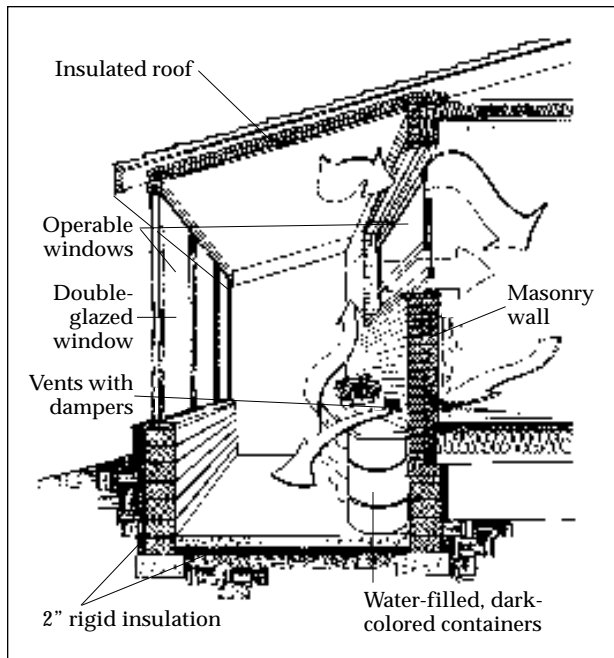 Insulated roof
Operable
windows
Double-
glazed
window
Masonry
wall
Vents with
dampers
2” rigid insulation
Water-filled, dark-
colored containers